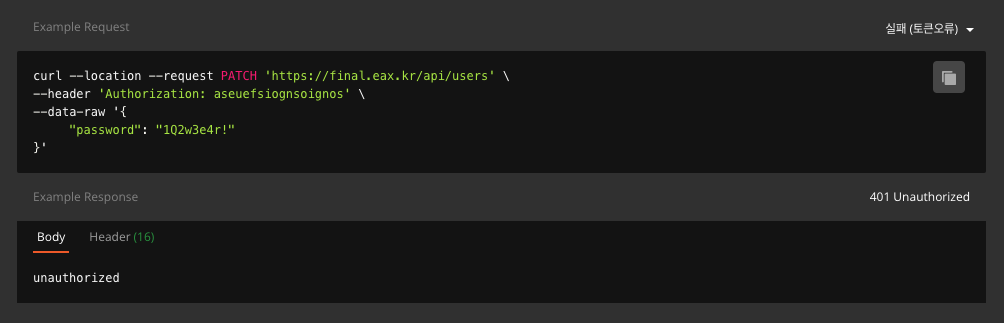 Example Request
실패 (토큰오류)
curl --location --request PATCH 'https://final.eax.kr/api/users' \
--header 'Authorization: aseuefsiognsoignos' \
--data-raw '{
"password": "1Q2w3e4r!"
}'
Example Response
401 Unauthorized
Body
Header (16)
unauthorized